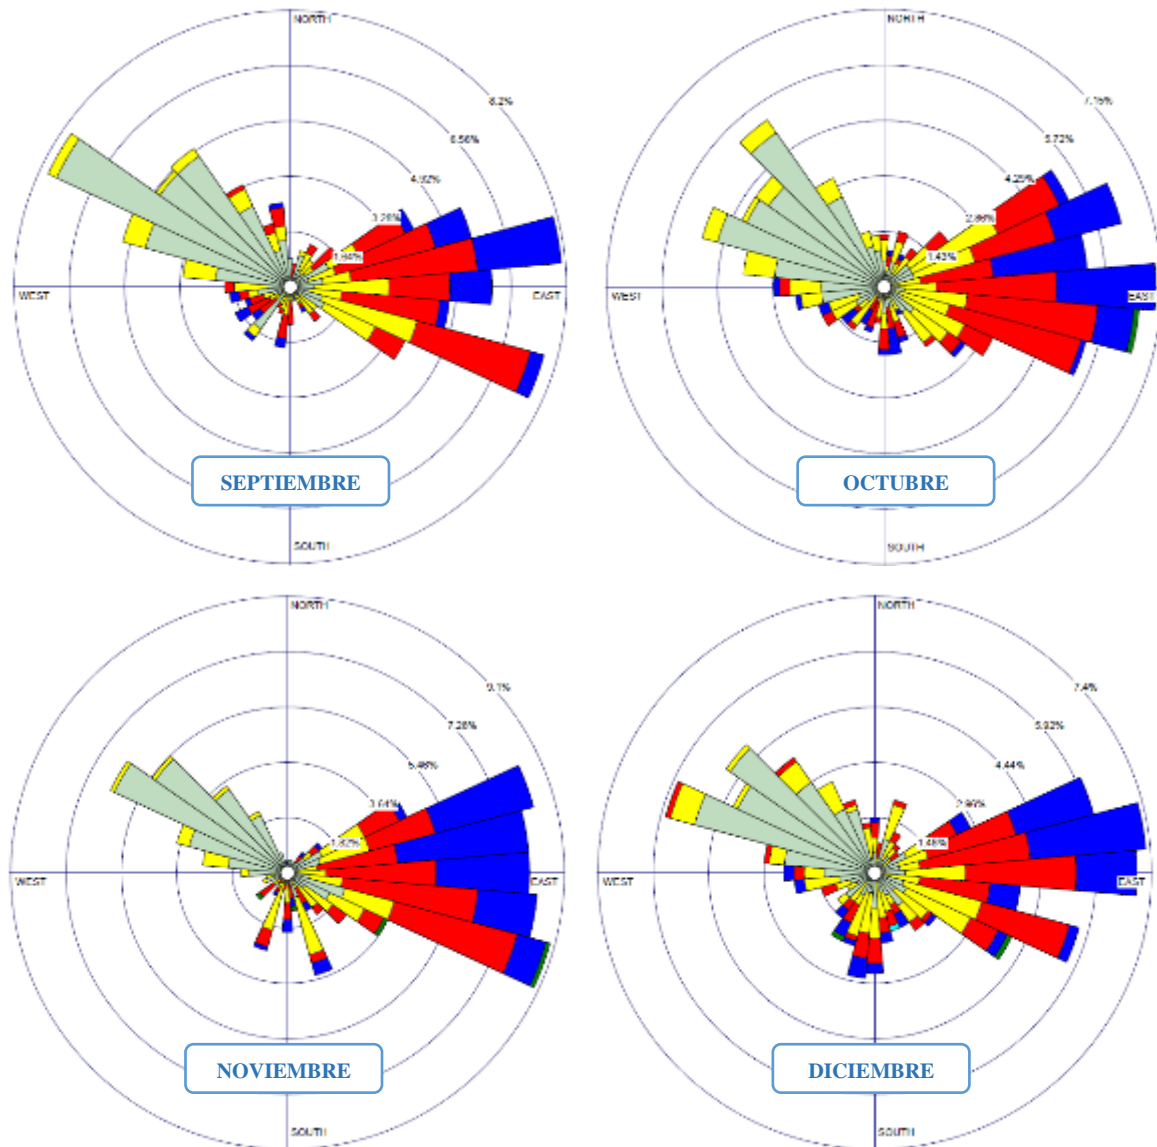 NORTH
8.2%
6.56%
4.92%
3.28%
1.64%
WEST
EAST
SEPTIEMBRE
SOUTH
NORTH
7.15%
5.72%
4.29%
2.86%
1.43%
WEST
EAST
OCTUBRE
SOUTH
NORTH
9.1%
7.28%
5.46%
3.64%
1.82%
WEST
EAST
NOVIEMBRE
SOUTH
NORTH
7.4%
5.92%
4.44%
2.96%
1.48%
WEST
EAST
DICIEMBRE
SOUTH